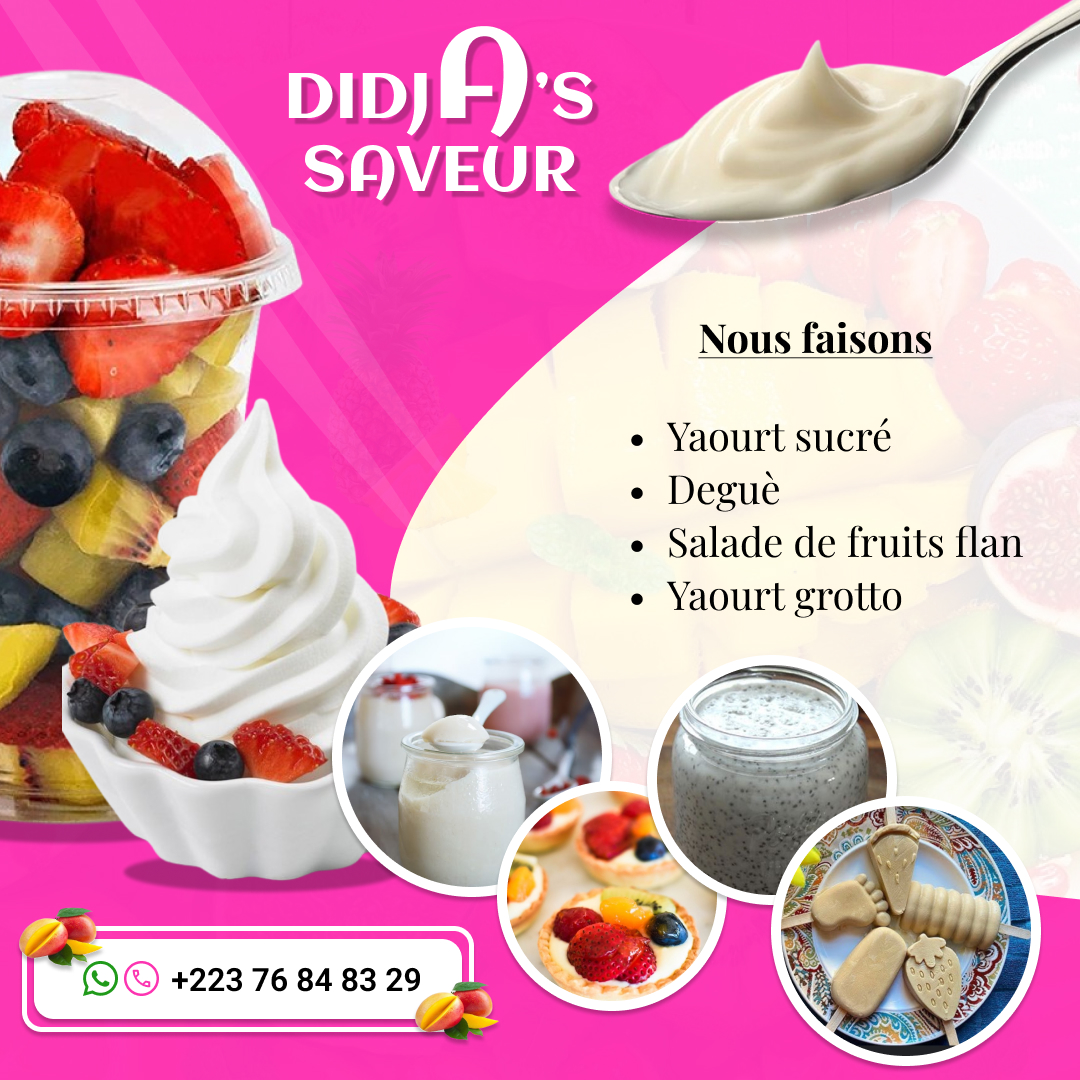 DIDJA'S
SAVEUR
Nous faisons
• Yaourt sucré
• Deguè
• Salade de fruits flan
• Yaourt grotto
+223 76 84 83 29